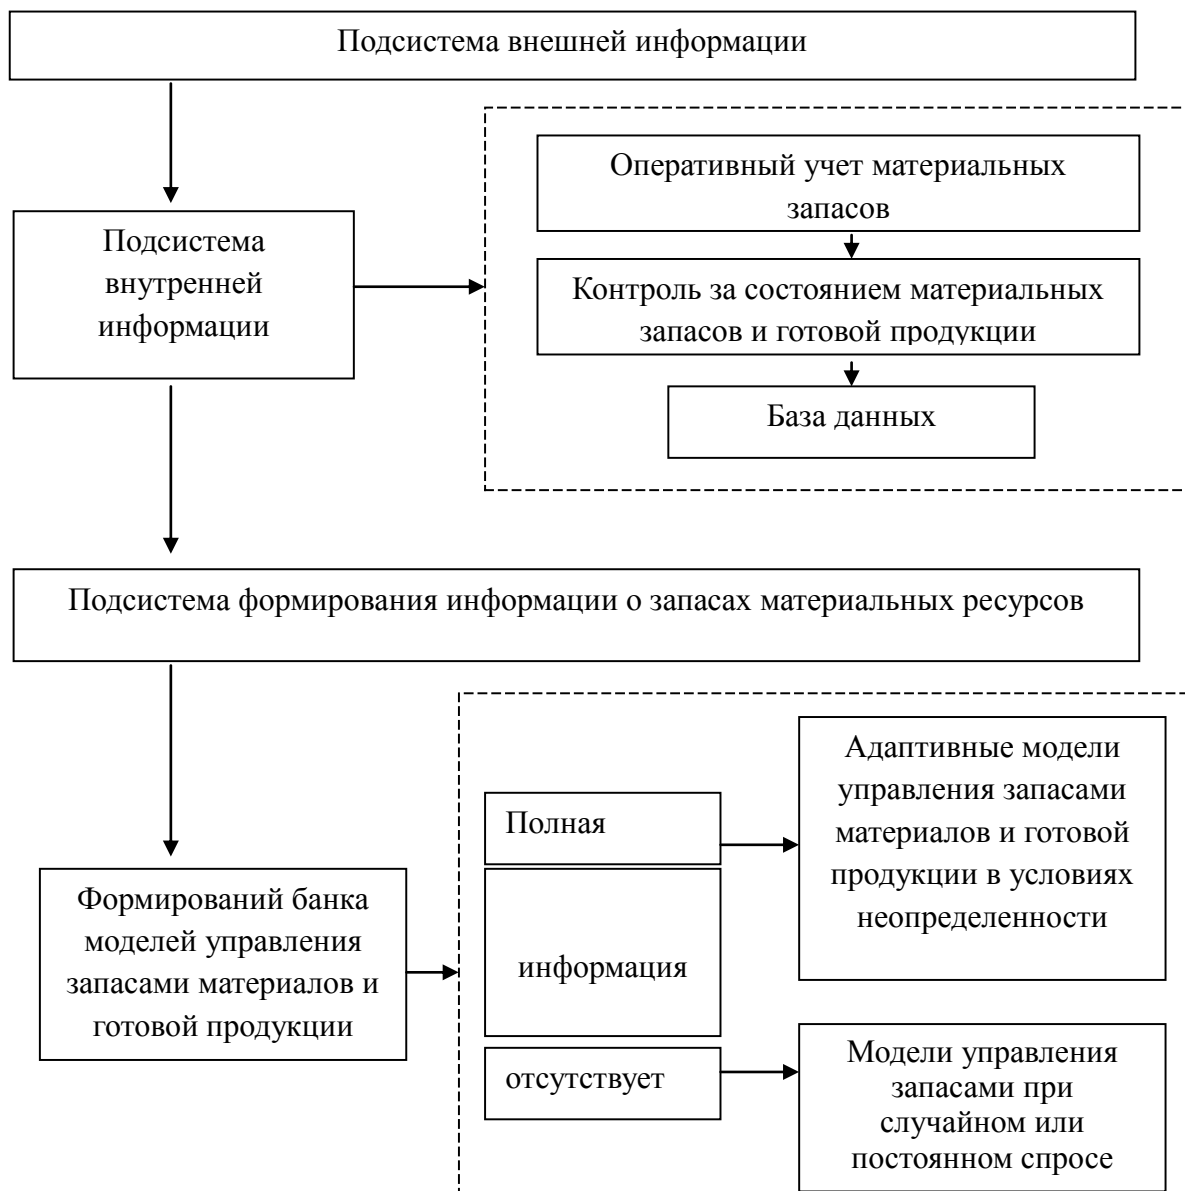 Подсистема внешней информации
Подсистема
внутренней
информации
Оперативный учет материальных
запасов
Контроль за состоянием материальных
запасов и готовой продукции
База данных
Подсистема формирования информации о запасах материальных ресурсов
Формирований банка
моделей управления
запасами материалов и
готовой продукции
Полная
информация
отсутствует
Адаптивные модели
управления запасами
материалов и готовой
продукции в условиях
неопределенности
Модели управления
запасами при
случайном или
постоянном спросе